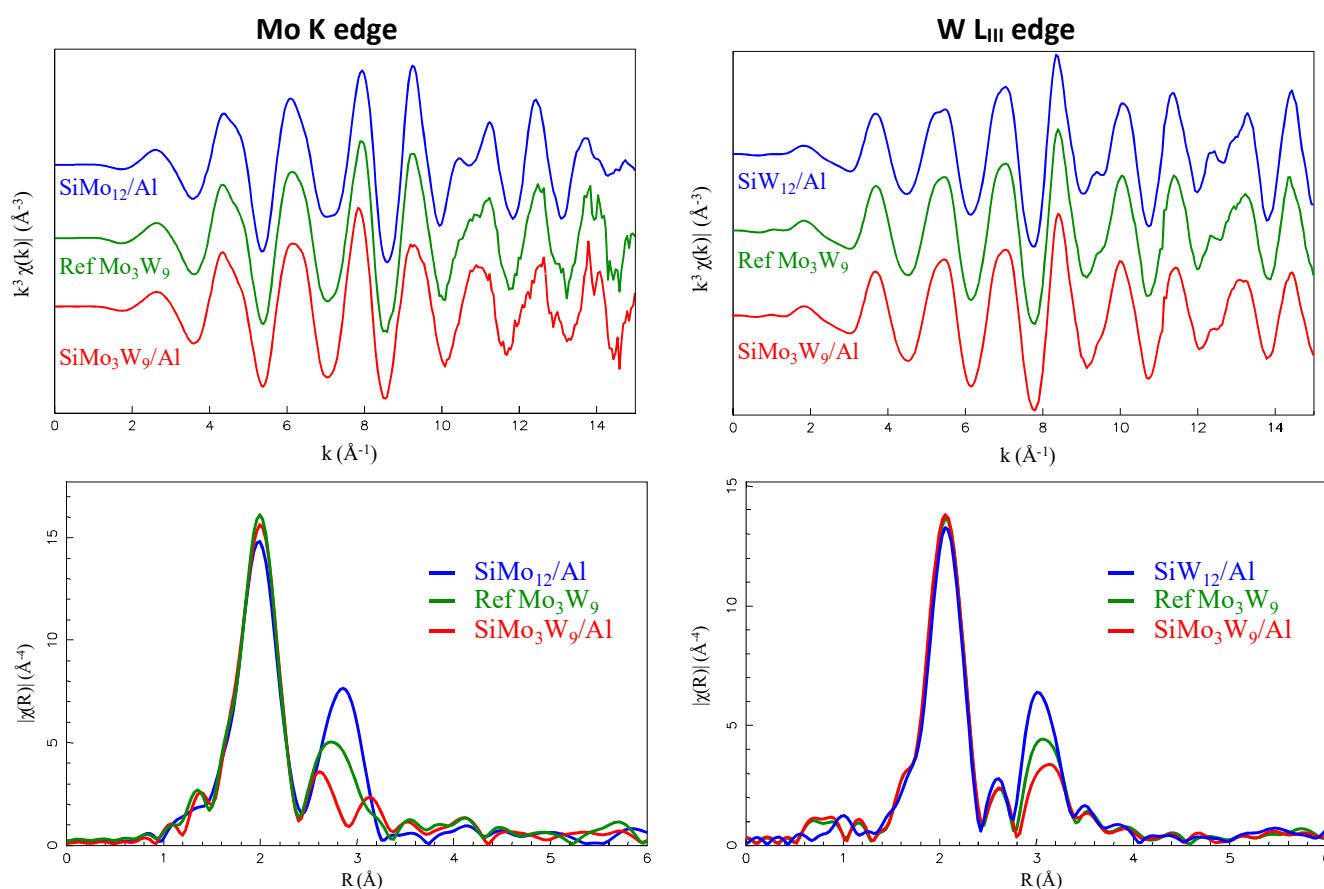 Mo K edge
W L<sub>III</sub> edge
k³ χ(k)| (Å⁻³)
SiMo₁₂/Al
Ref Mo₃W₉
SiMo₃W₉/Al
0 2 4 6 8 10 12 14
k (Å⁻¹)
k³ χ(k)| (Å⁻³)
SiW₁₂/Al
Ref Mo₃W₉
SiMo₃W₉/Al
0 2 4 6 8 10 12 14
k (Å⁻¹)
|χ(R)| (Å⁻⁴)
15
10
5
0
SiMo₁₂/Al
Ref Mo₃W₉
SiMo₃W₉/Al
0 1 2 3 4 5 6
R (Å)
|χ(R)| (Å⁻⁴)
15
10
5
0
SiW₁₂/Al
Ref Mo₃W₉
SiMo₃W₉/Al
0 1 2 3 4 5 6
R (Å)